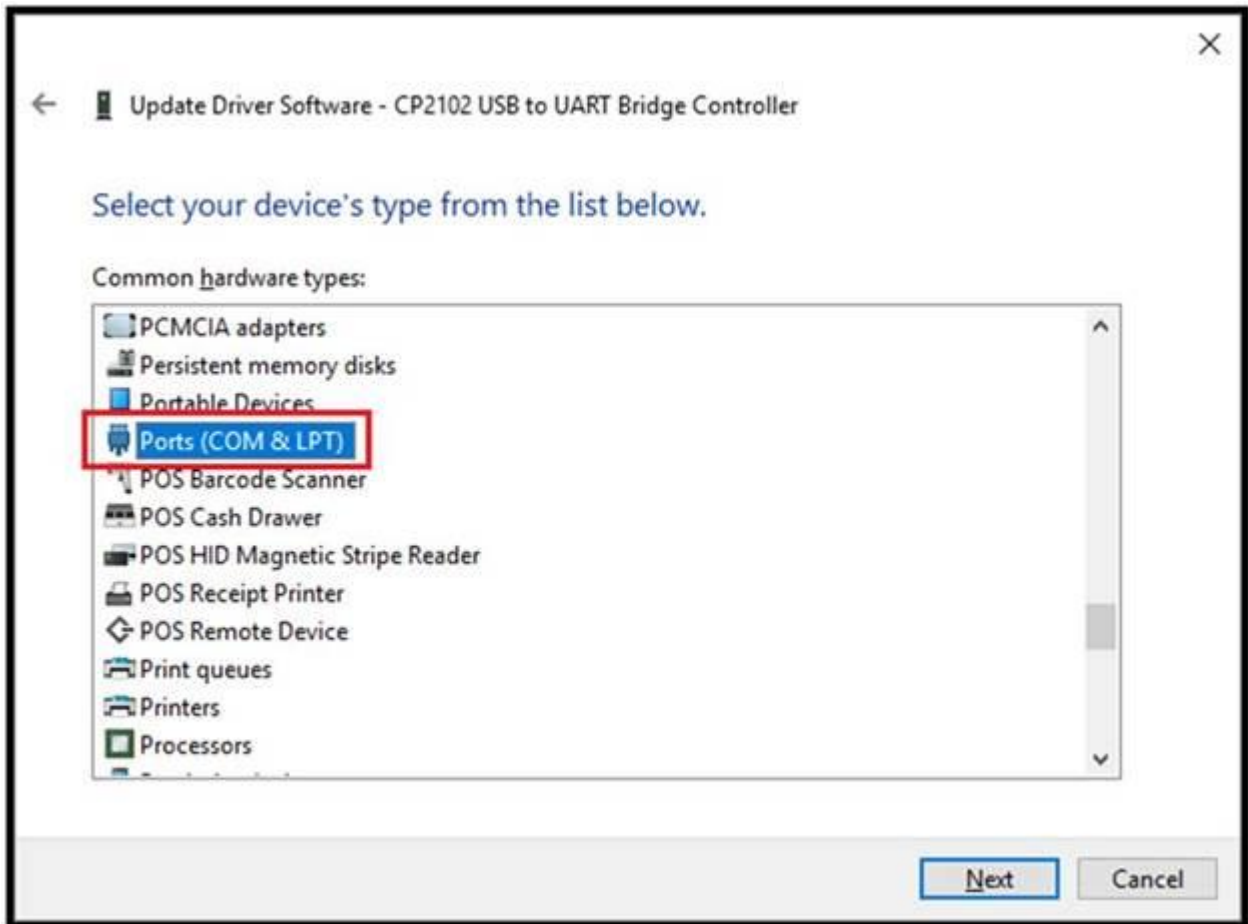 Update Driver Software - CP2102 USB to UART Bridge Controller
Select your device's type from the list below.
Common hardware types:
PCMCIA adapters
Persistent memory disks
Portable Devices
Ports (COM & LPT)
POS Barcode Scanner
POS Cash Drawer
POS HID Magnetic Stripe Reader
POS Receipt Printer
POS Remote Device
Print queues
Printers
Processors
Next
Cancel